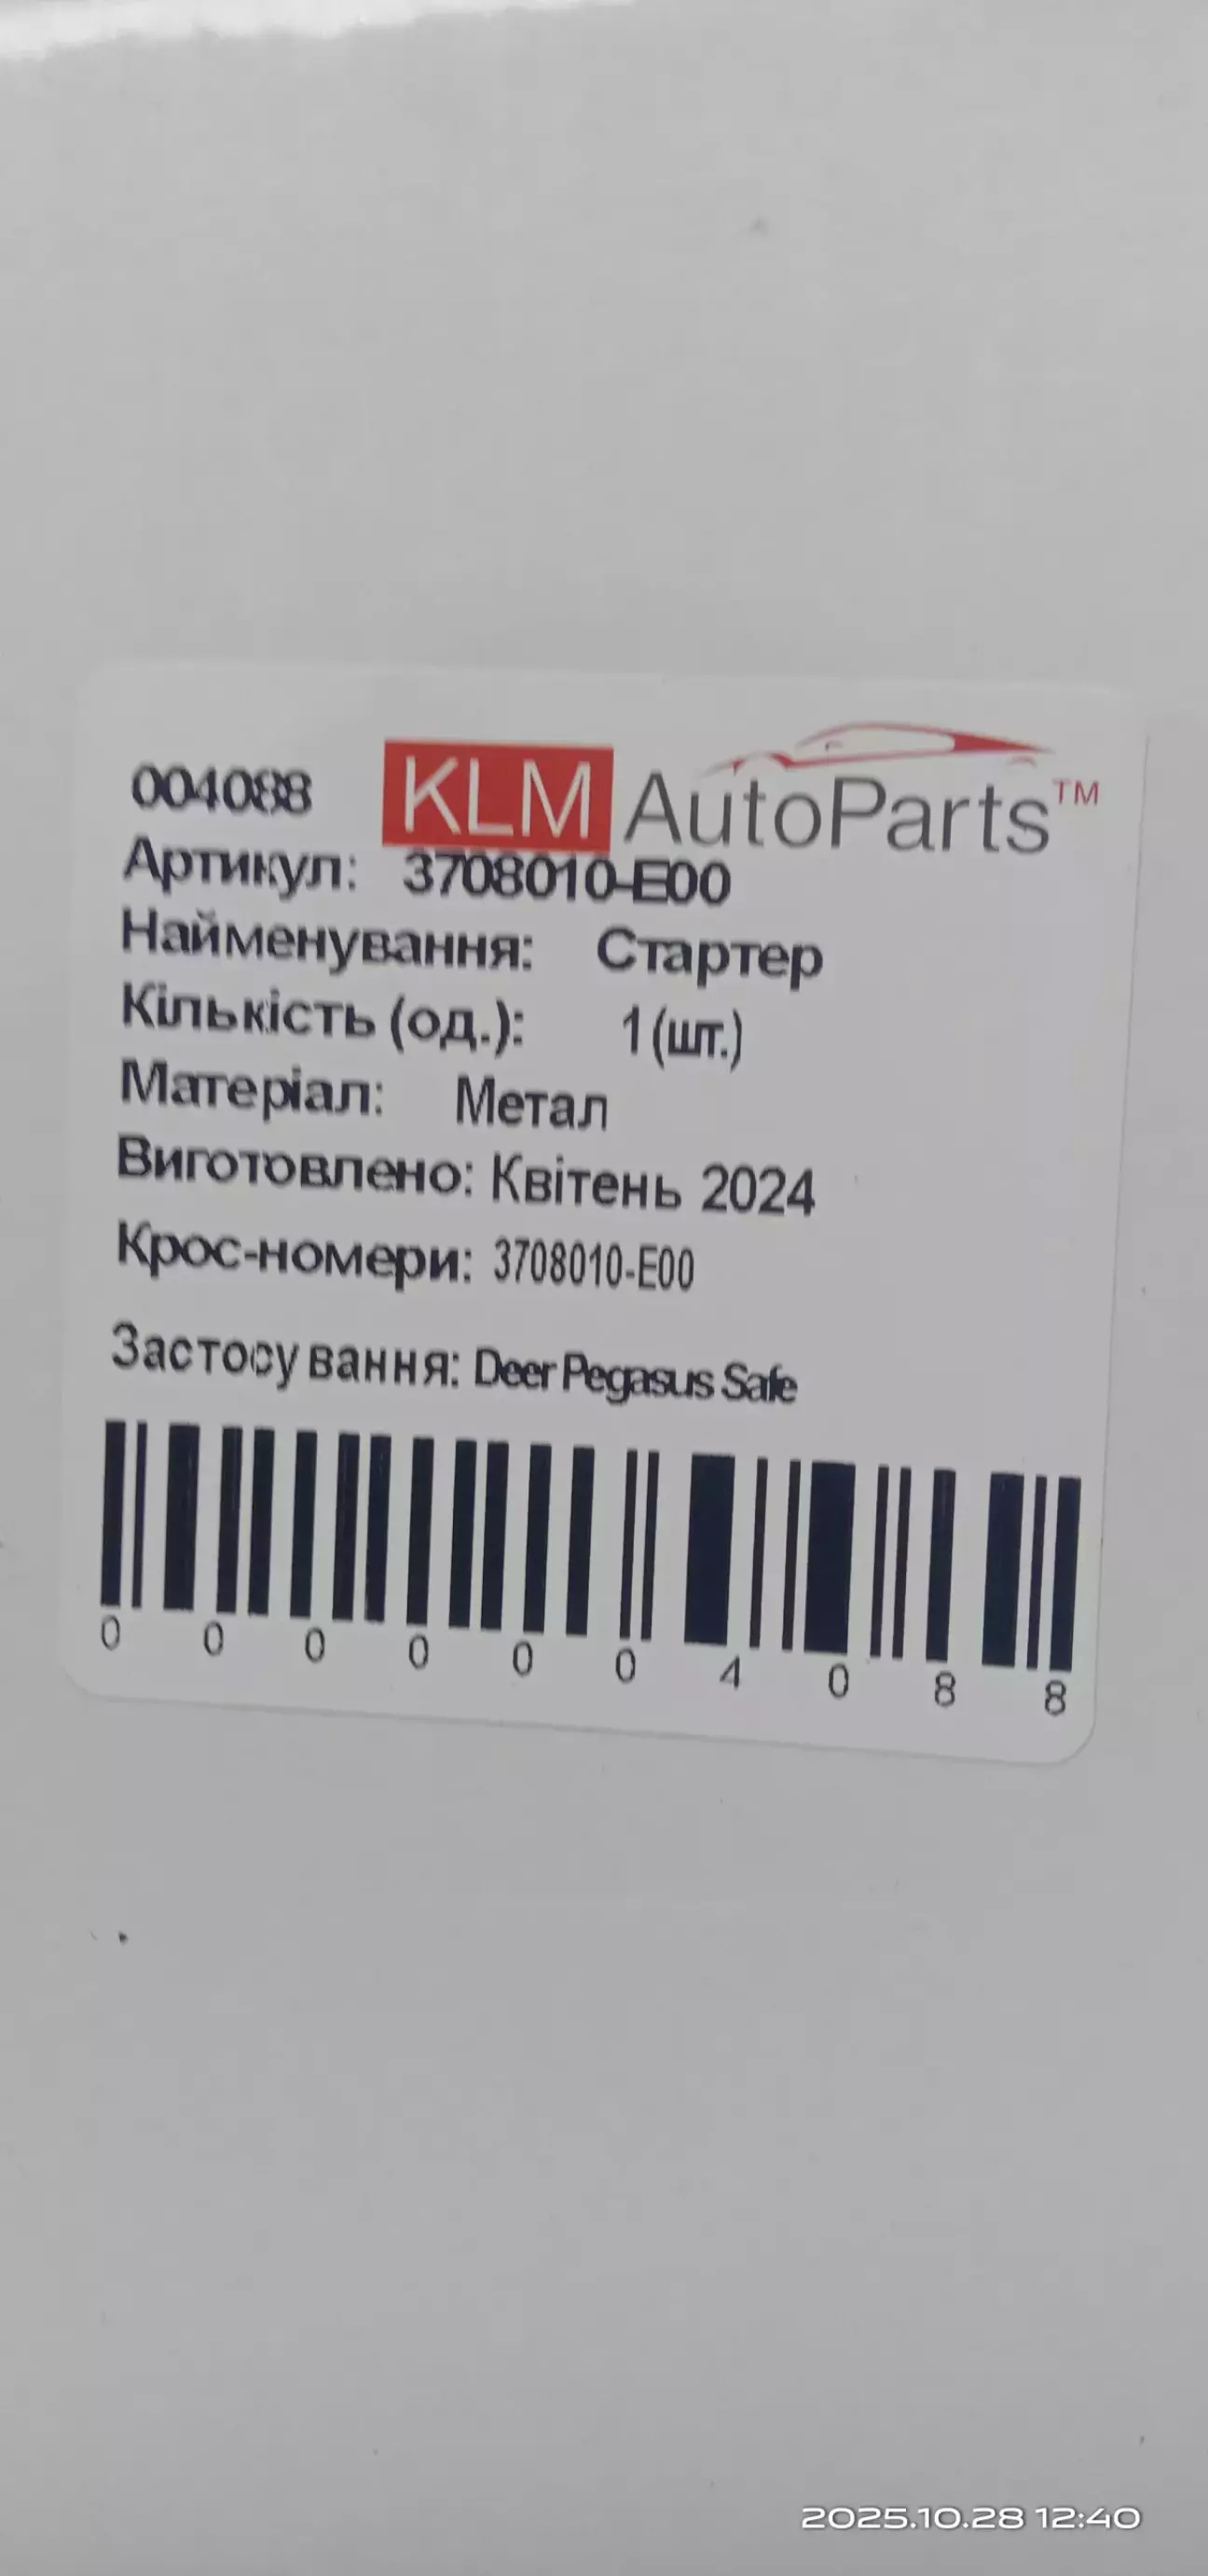 004088 KLM AutoParts™
Артикул: 3708010-E00
Найменування: Стартер
Кількість (од.): 1 (шт.)
Матеріал: Метал
Виготовлено: Квітень 2024
Крос-номери: 3708010-E00
Застосування: Deer Pegasus Safe
0 0 0 0 0 0 4 0 8 8
2025.10.28 12:40